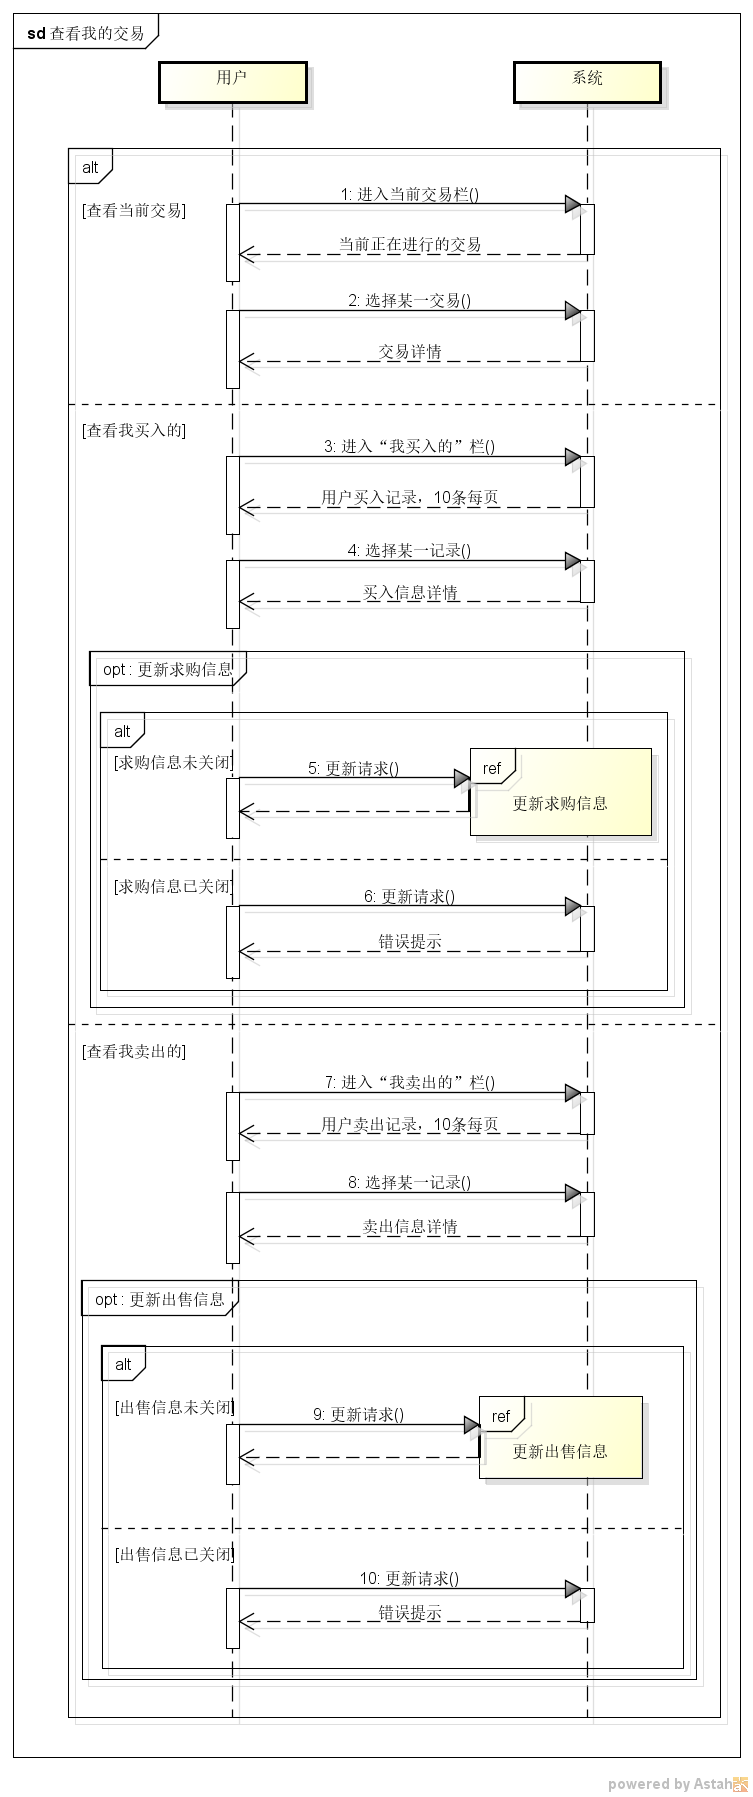 sd 查看我的交易
用户
系统
alt
[查看当前交易]
1: 进入当前交易栏()
当前正在进行的交易
2: 选择某一交易()
交易详情
[查看我买入的]
3: 进入“我买入的”栏()
用户买入记录，10条每页
4: 选择某一记录()
买入信息详情
opt : 更新求购信息
alt
[求购信息未关闭]
5: 更新请求()
ref
更新求购信息
[求购信息已关闭]
6: 更新请求()
错误提示
[查看我卖出的]
7: 进入“我卖出的”栏()
用户卖出记录，10条每页
8: 选择某一记录()
卖出信息详情
opt : 更新出售信息
alt
[出售信息未关闭]
9: 更新请求()
ref
更新出售信息
[出售信息已关闭]
10: 更新请求()
错误提示
powered by Astah